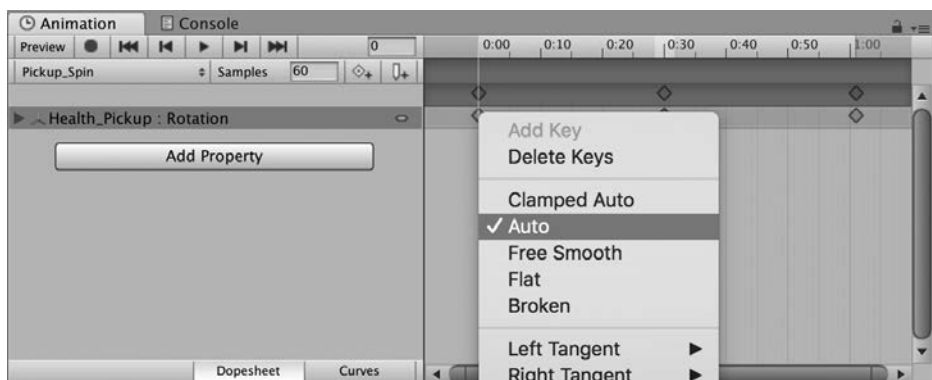 Animation Console
Preview 0 0:00 0:10 0:20 0:30 0:40 0:50 1:00
Pickup_Spin Samples 60
Health_Pickup : Rotation
Add Property
Add Key
Delete Keys
Clamped Auto
✓ Auto
Free Smooth
Flat
Broken
Left Tangent
Right Tangent
Dopesheet Curves